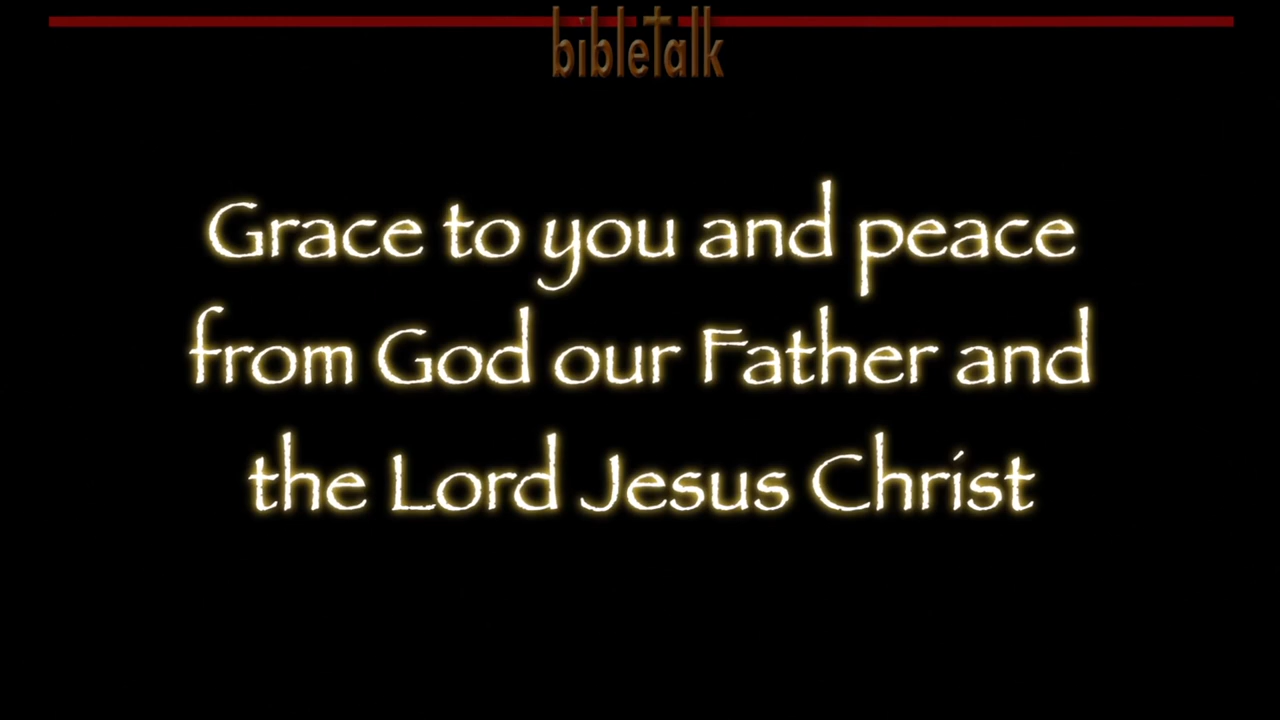 bibletalk
Grace to you and peace
from God our Father and
the Lord Jesus Christ